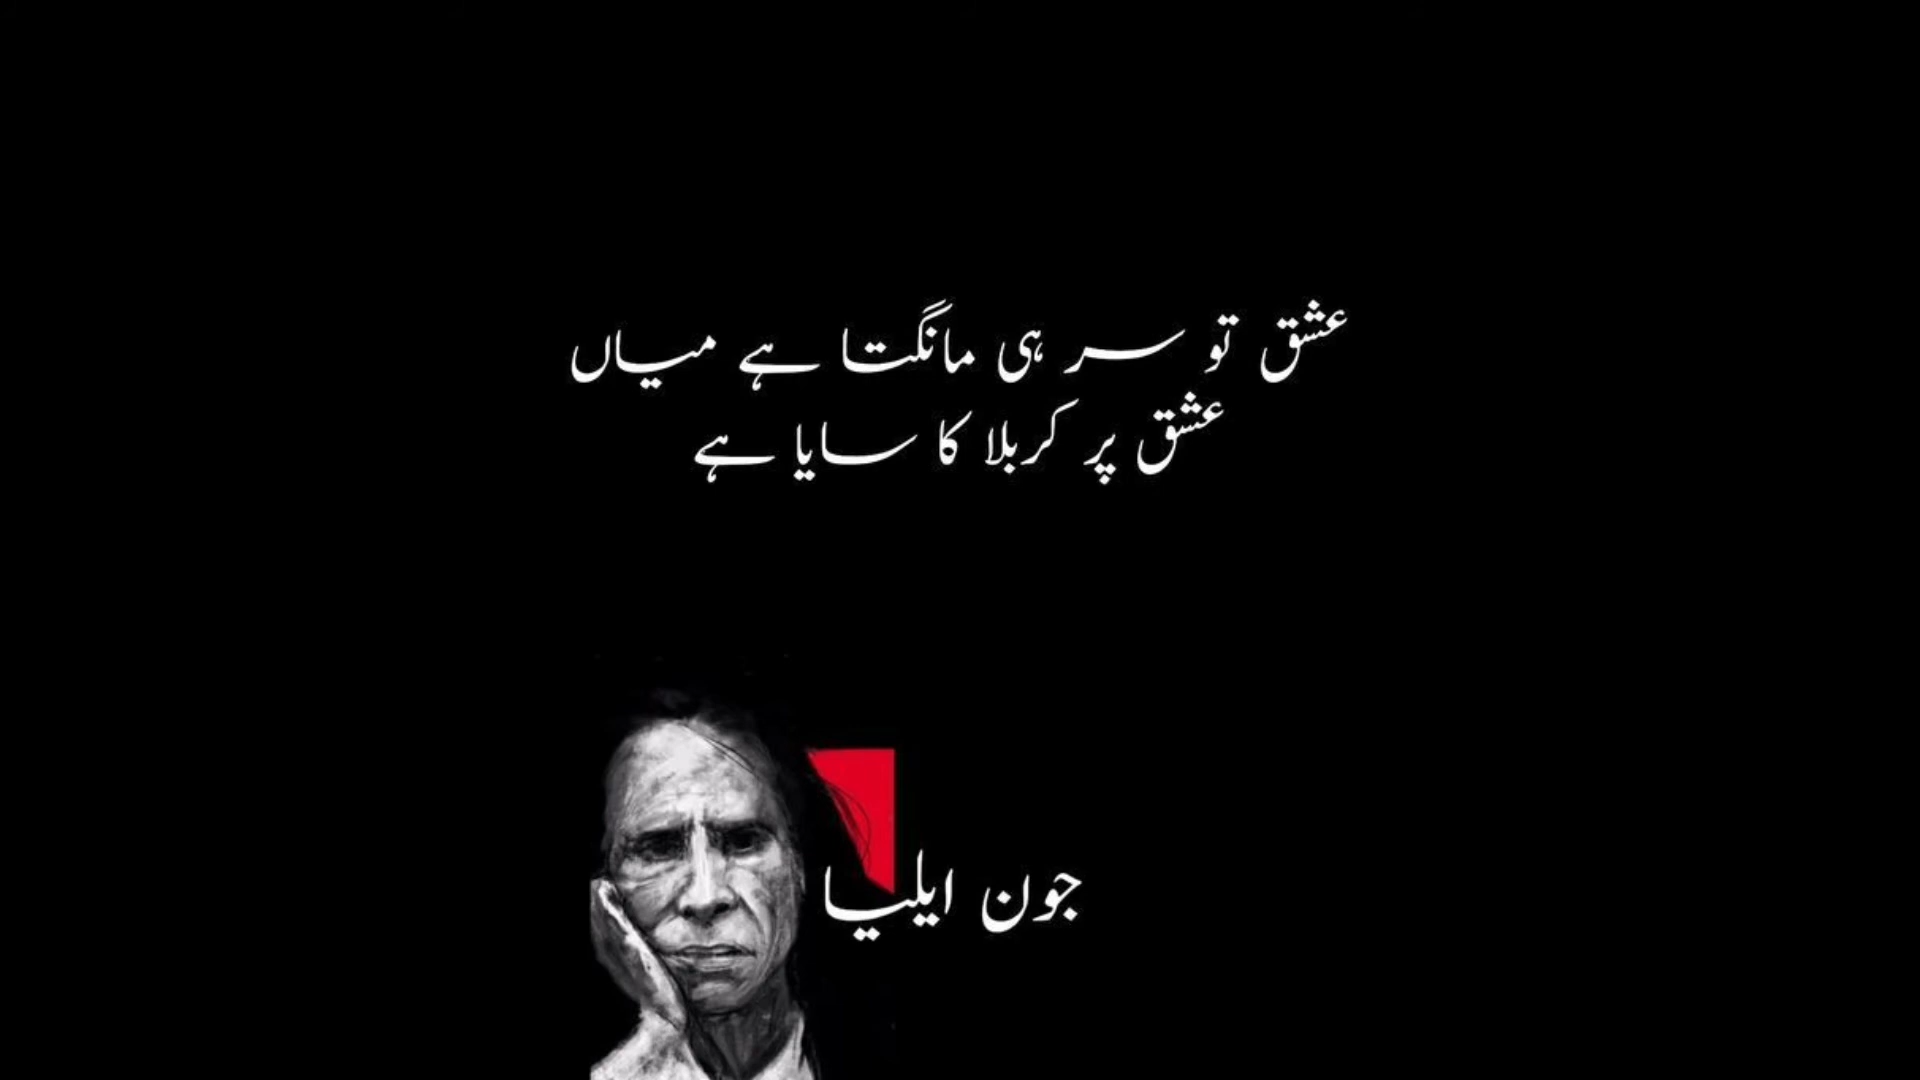 عشق تو سر ہی مانگتا ہے میاں
عشق پر کربلا کا سایا ہے
جون ایلیا